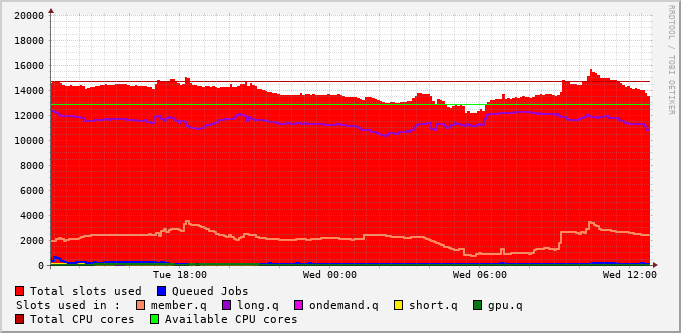 20000
18000
16000
14000
12000
10000
8000
6000
4000
2000
0
Tue 18:00 Wed 00:00 Wed 06:00 Wed 12:00
RRDTOOL / TOBI OETIKER
Total slots used Queued Jobs
Slots used in : member.q long.q ondemand.q short.q gpu.q
Total CPU cores Available CPU cores